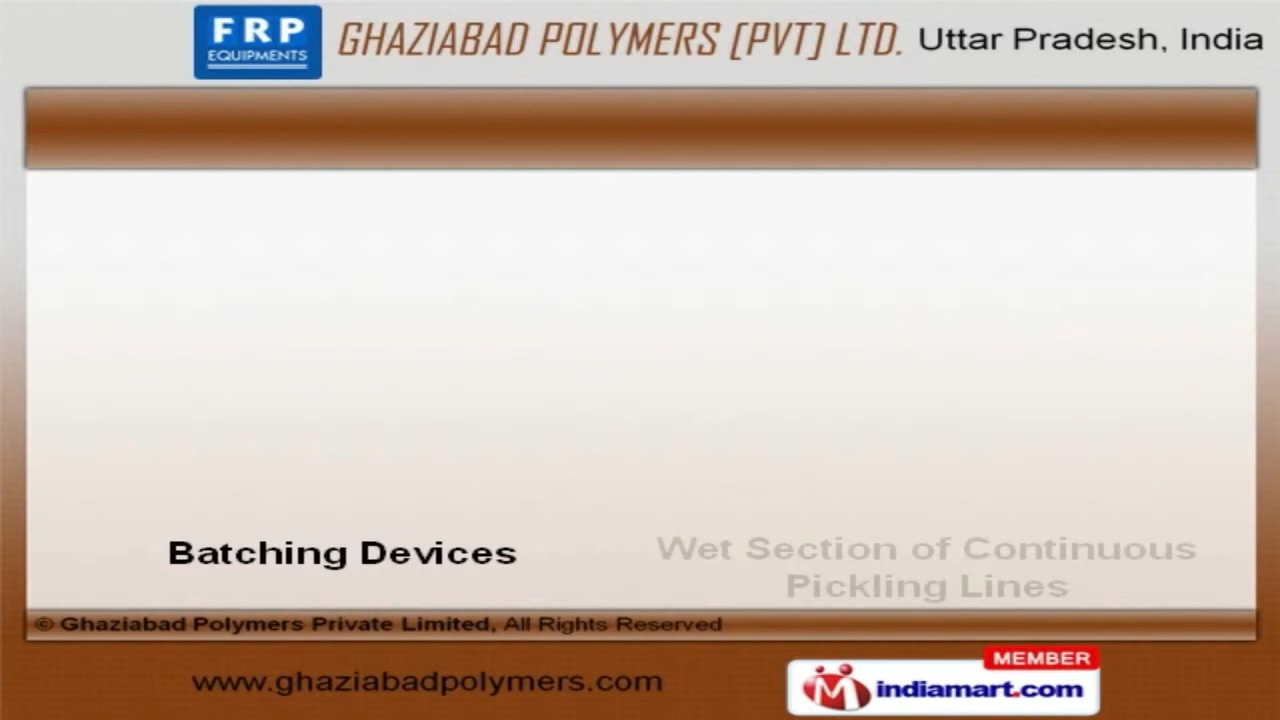 FRP
EQUIPMENTS
GHAZIABAD POLYMERS (PVT) LTD. Uttar Pradesh, India
Batching Devices
Wet Section of Continuous
Pickling Lines
© Ghaziabad Polymers Private Limited, All Rights Reserved
www.ghaziabadpolymers.com
MEMBER
indiamart.com